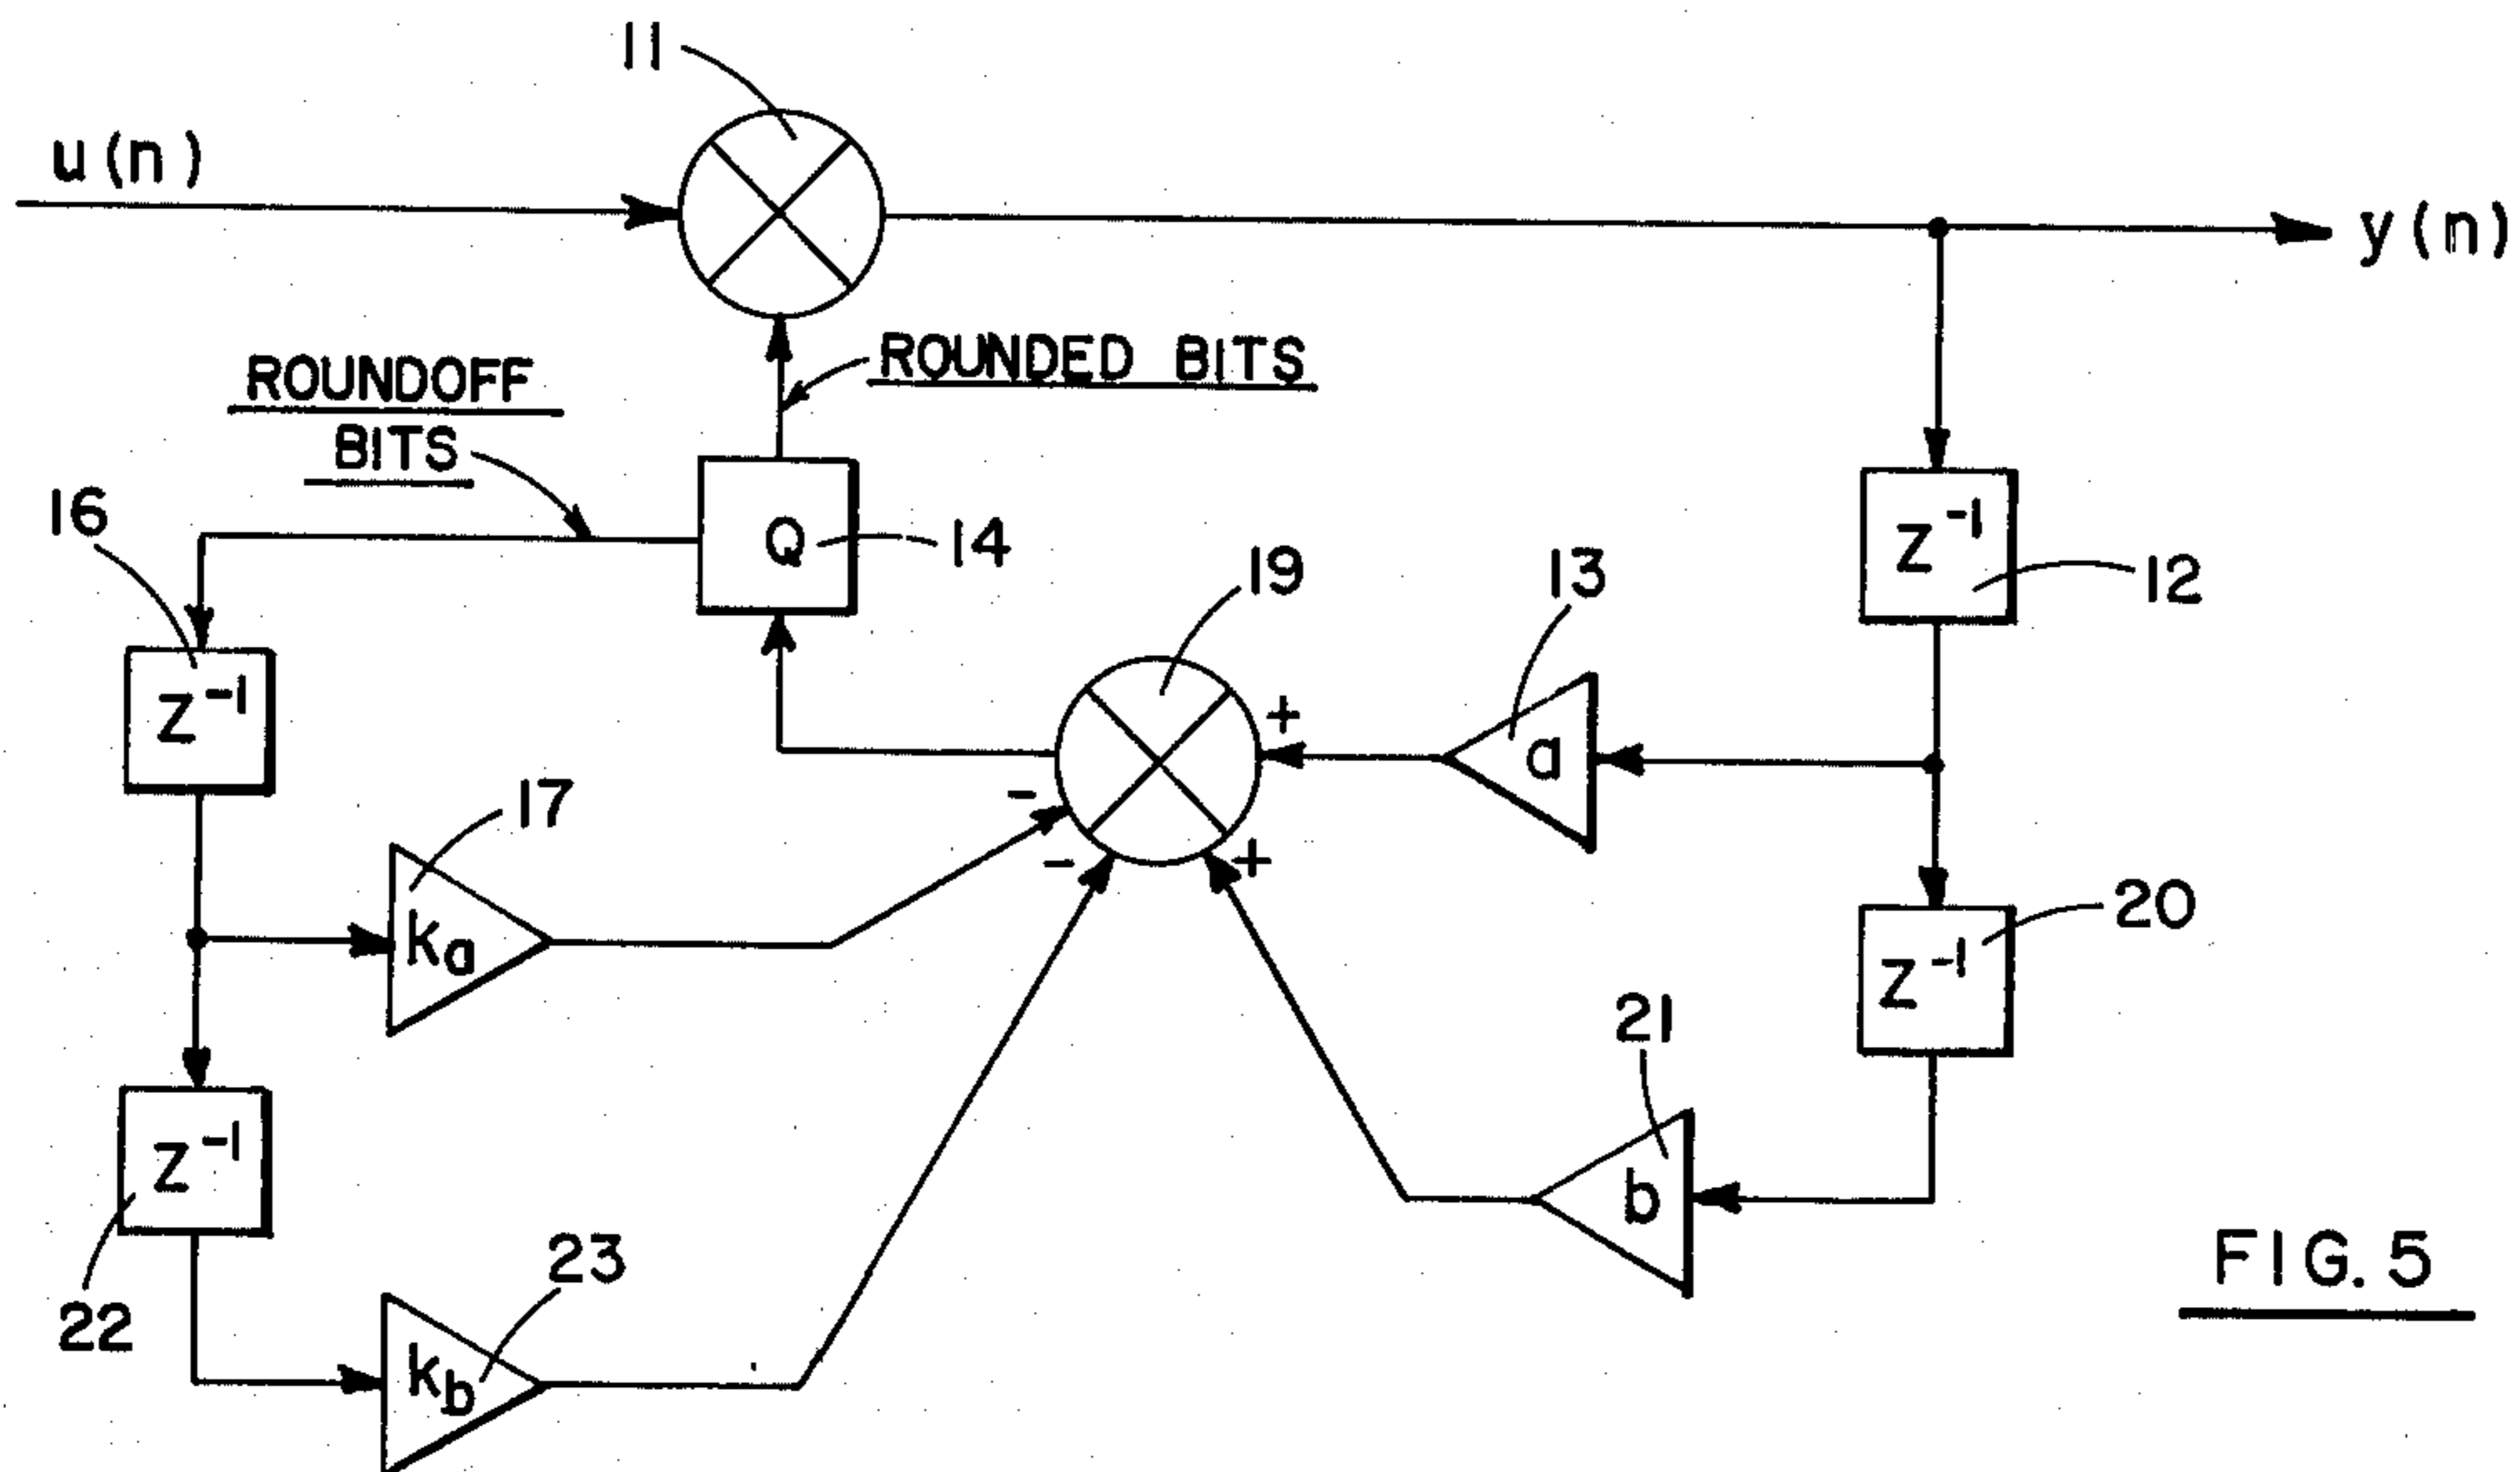 11
u(n)
y(n)
ROUNDED BITS
ROUNDOFF
BITS
16
Q
14
19
13
Z⁻¹
12
+
a
Z⁻¹
-
17
-
+
ka
20
Z⁻¹
21
b
Z⁻¹
22
23
kb
FIG. 5